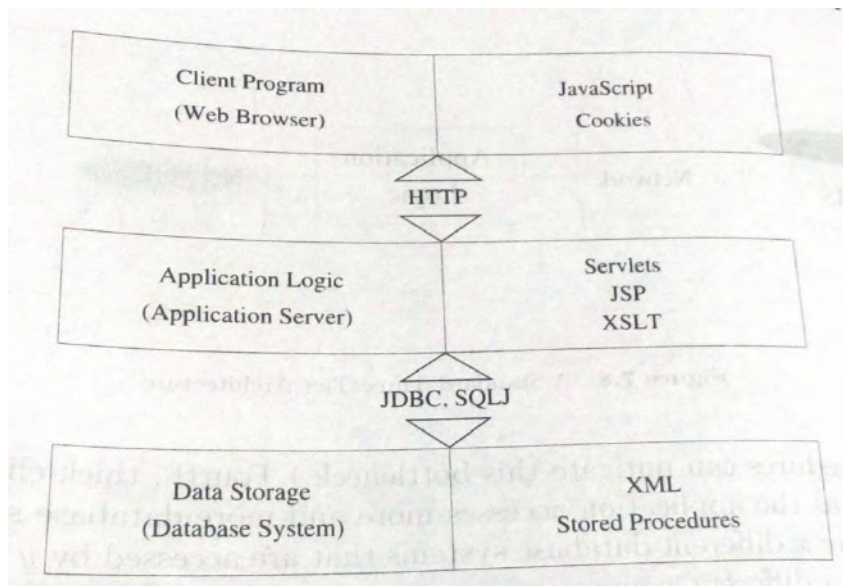 Client Program
(Web Browser)
JavaScript
Cookies
HTTP
Application Logic
(Application Server)
Servlets
JSP
XSLT
JDBC, SQLJ
Data Storage
(Database System)
XML
Stored Procedures